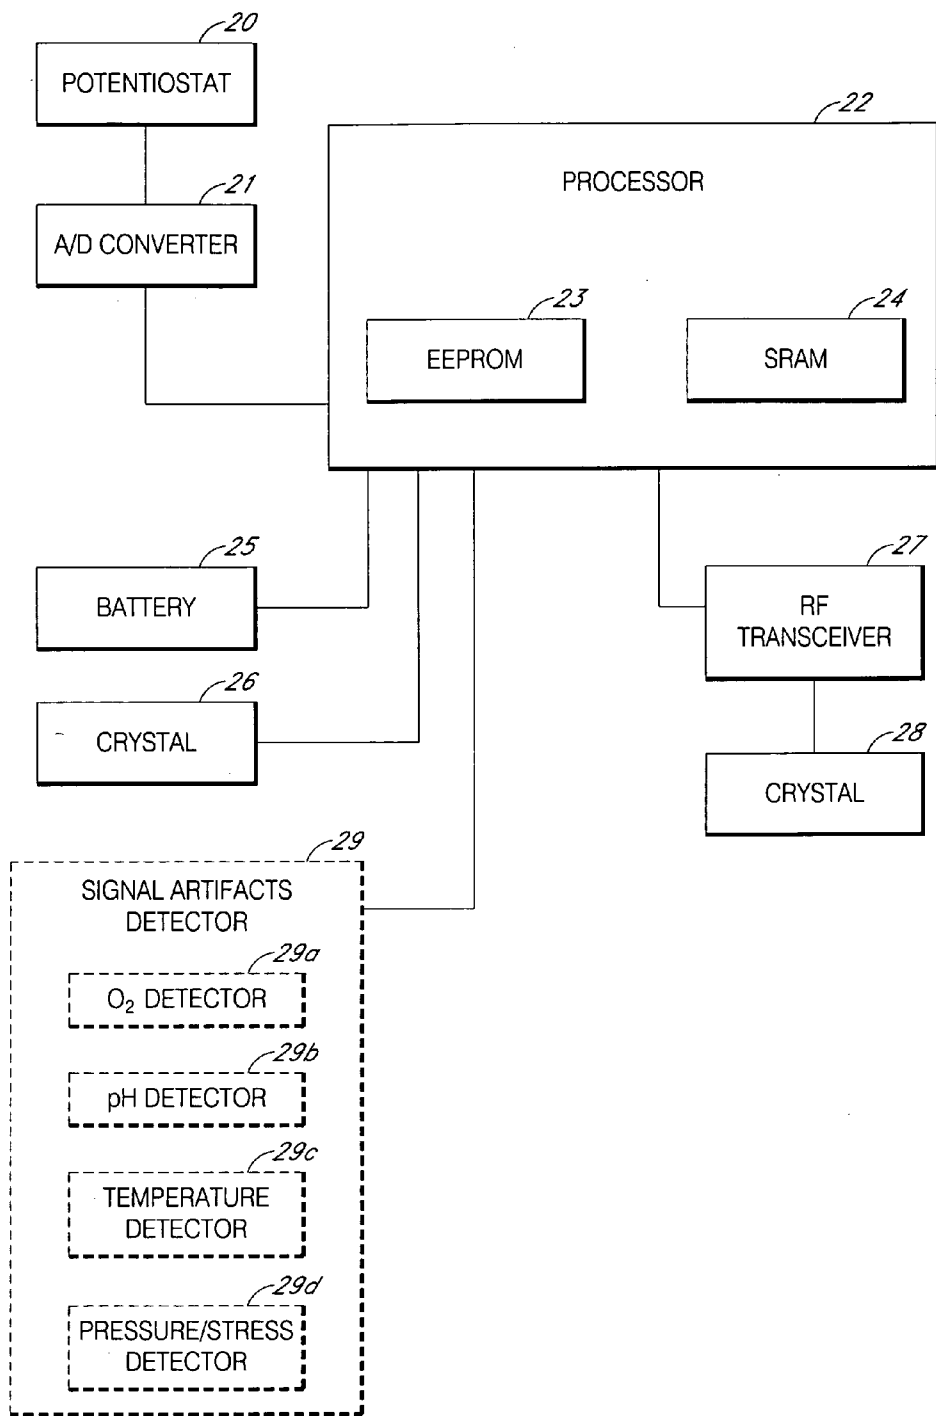 20
POTENTIOSTAT
22
PROCESSOR
21
A/D CONVERTER
23
EEPROM
24
SRAM
25
BATTERY
27
RF
TRANSCEIVER
26
CRYSTAL
28
CRYSTAL
29
SIGNAL ARTIFACTS
DETECTOR
29a
O₂ DETECTOR
29b
pH DETECTOR
29c
TEMPERATURE
DETECTOR
29d
PRESSURE/STRESS
DETECTOR